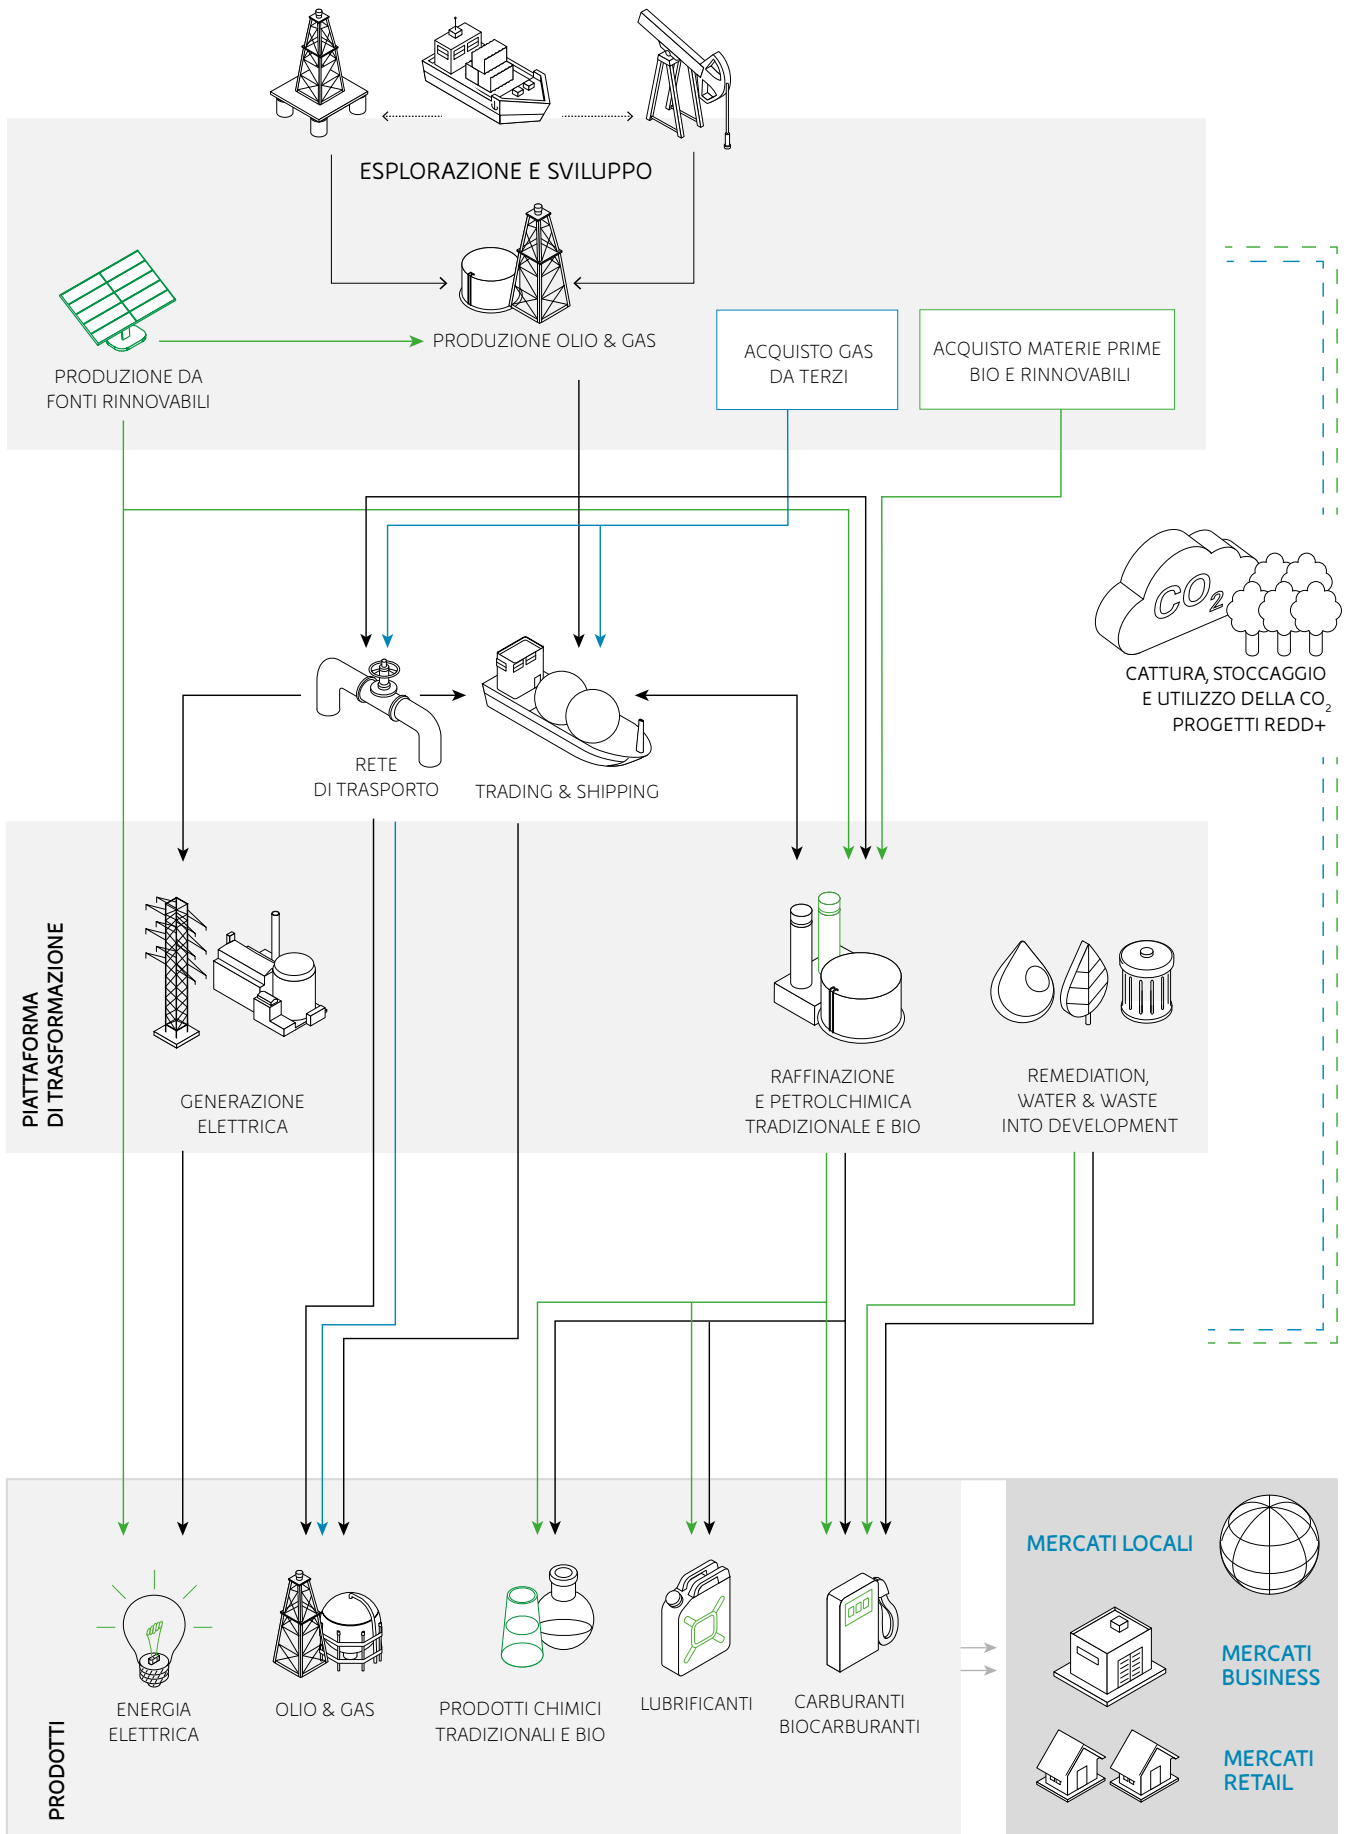 ESPLORAZIONE E SVILUPPO
PRODUZIONE OLIO & GAS
PRODUZIONE DA
FONTI RINNOVABILI
ACQUISTO GAS
DA TERZI
ACQUISTO MATERIE PRIME
BIO E RINNOVABILI
CO2
CATTURA, STOCCAGGIO
E UTILIZZO DELLA CO2
PROGETTI REDD+
RETE
DI TRASPORTO
TRADING & SHIPPING
PIATTAFORMA
DI TRASFORMAZIONE
GENERAZIONE
ELETTRICA
RAFFINAZIONE
E PETROLCHIMICA
TRADIZIONALE E BIO
REMEDIATION,
WATER & WASTE
INTO DEVELOPMENT
PRODOTTI
ENERGIA
ELETTRICA
OLIO & GAS
PRODOTTI CHIMICI
TRADIZIONALI E BIO
LUBRIFICANTI
CARBURANTI
BIOCARBURANTI
MERCATI LOCALI
MERCATI
BUSINESS
MERCATI
RETAIL